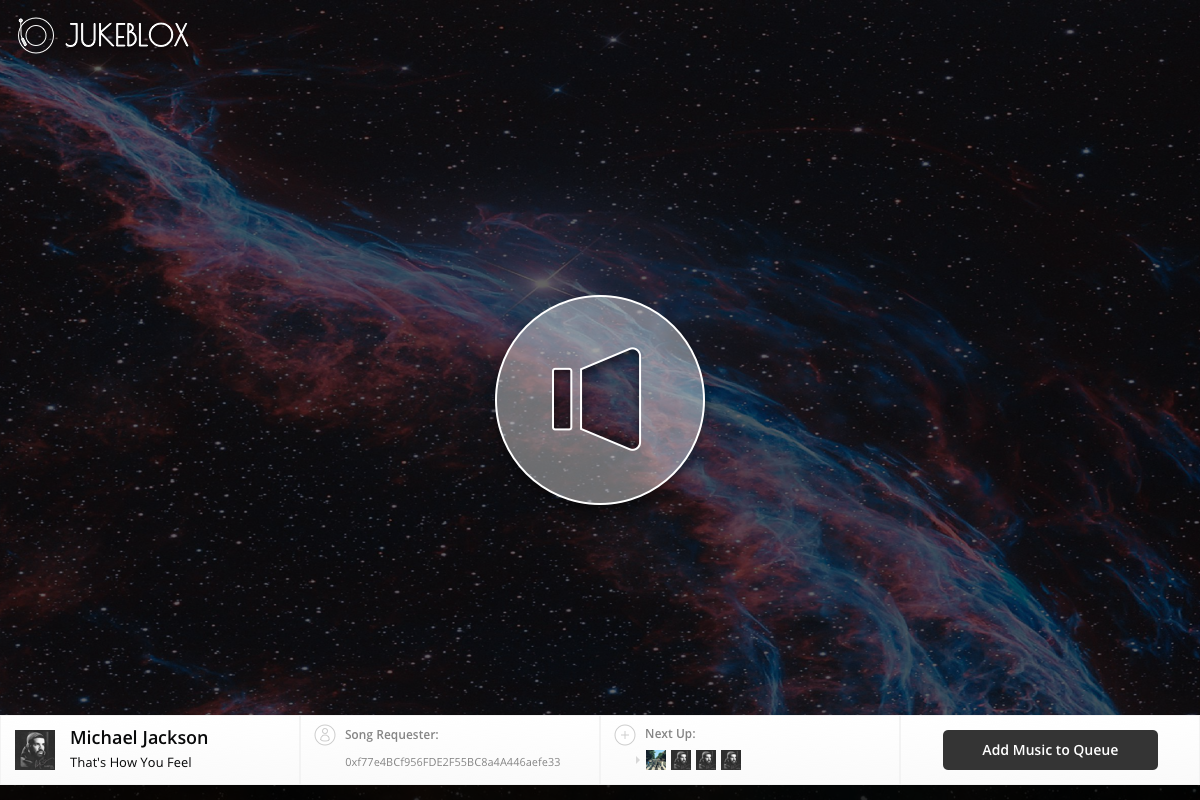 JUKEBLOX
Michael Jackson
That's How You Feel
Song Requester:
0xf77e4BCf956FDE2F55BC8a4A446aefe33
Next Up:
Add Music to Queue